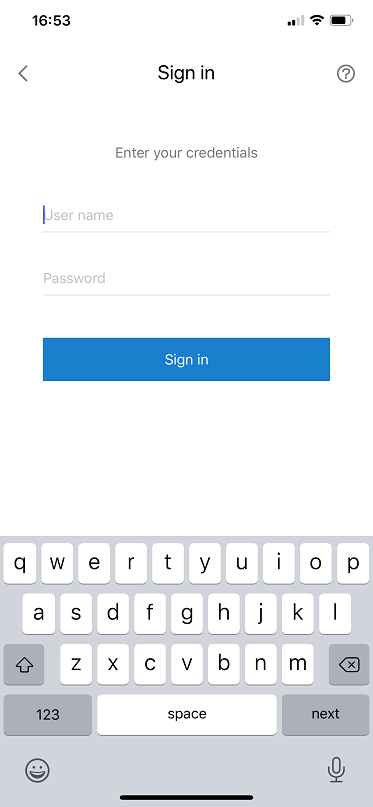 16:53
Sign in
Enter your credentials
User name
Password
Sign in
q w e r t y u i o p
a s d f g h j k l
z x c v b n m
123 space next